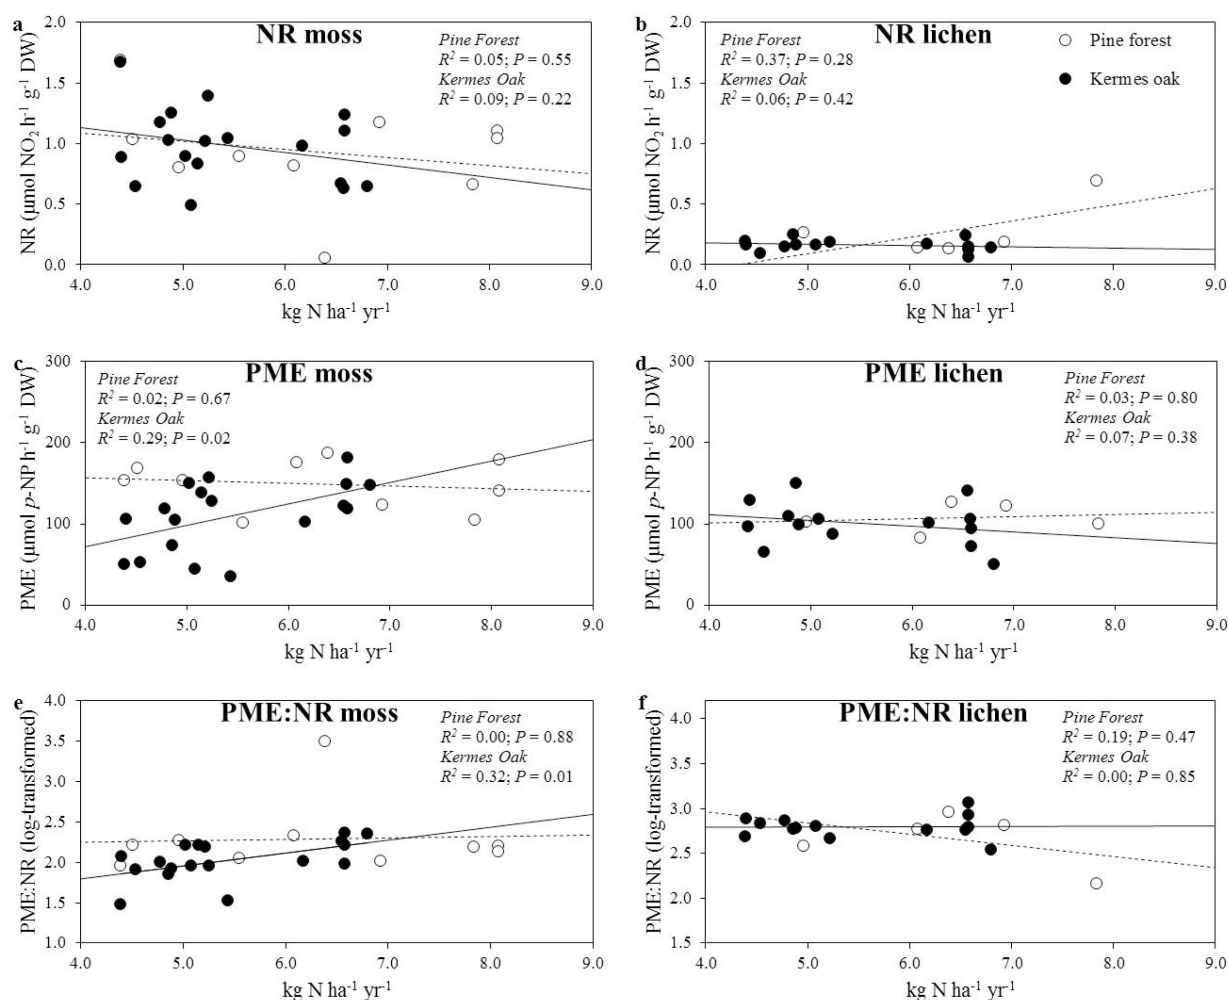 a
NR moss
Pine Forest
R² = 0.05; P = 0.55
Kermes Oak
R² = 0.09; P = 0.22
NR (µmol NO₂ h⁻¹ g⁻¹ DW)
2.0
1.5
1.0
0.5
0.0
4.0 5.0 6.0 7.0 8.0 9.0
kg N ha⁻¹ yr⁻¹
b
NR lichen
Pine Forest
R² = 0.37; P = 0.28
Kermes Oak
R² = 0.06; P = 0.42
Pine forest
Kermes oak
NR (µmol NO₂ h⁻¹ g⁻¹ DW)
2.0
1.5
1.0
0.5
0.0
4.0 5.0 6.0 7.0 8.0 9.0
kg N ha⁻¹ yr⁻¹
c
PME moss
Pine Forest
R² = 0.02; P = 0.67
Kermes Oak
R² = 0.29; P = 0.02
PME (µmol p-NP h⁻¹ g⁻¹ DW)
300
200
100
0
4.0 5.0 6.0 7.0 8.0 9.0
kg N ha⁻¹ yr⁻¹
d
PME lichen
Pine Forest
R² = 0.03; P = 0.80
Kermes Oak
R² = 0.07; P = 0.38
PME (µmol p-NP h⁻¹ g⁻¹ DW)
300
200
100
0
4.0 5.0 6.0 7.0 8.0 9.0
kg N ha⁻¹ yr⁻¹
e
PME:NR moss
Pine Forest
R² = 0.00; P = 0.88
Kermes Oak
R² = 0.32; P = 0.01
PME:NR (log-transformed)
4.0
3.5
3.0
2.5
2.0
1.5
1.0
4.0 5.0 6.0 7.0 8.0 9.0
kg N ha⁻¹ yr⁻¹
f
PME:NR lichen
Pine Forest
R² = 0.19; P = 0.47
Kermes Oak
R² = 0.00; P = 0.85
PME:NR (log-transformed)
4.0
3.5
3.0
2.5
2.0
1.5
4.0 5.0 6.0 7.0 8.0 9.0
kg N ha⁻¹ yr⁻¹